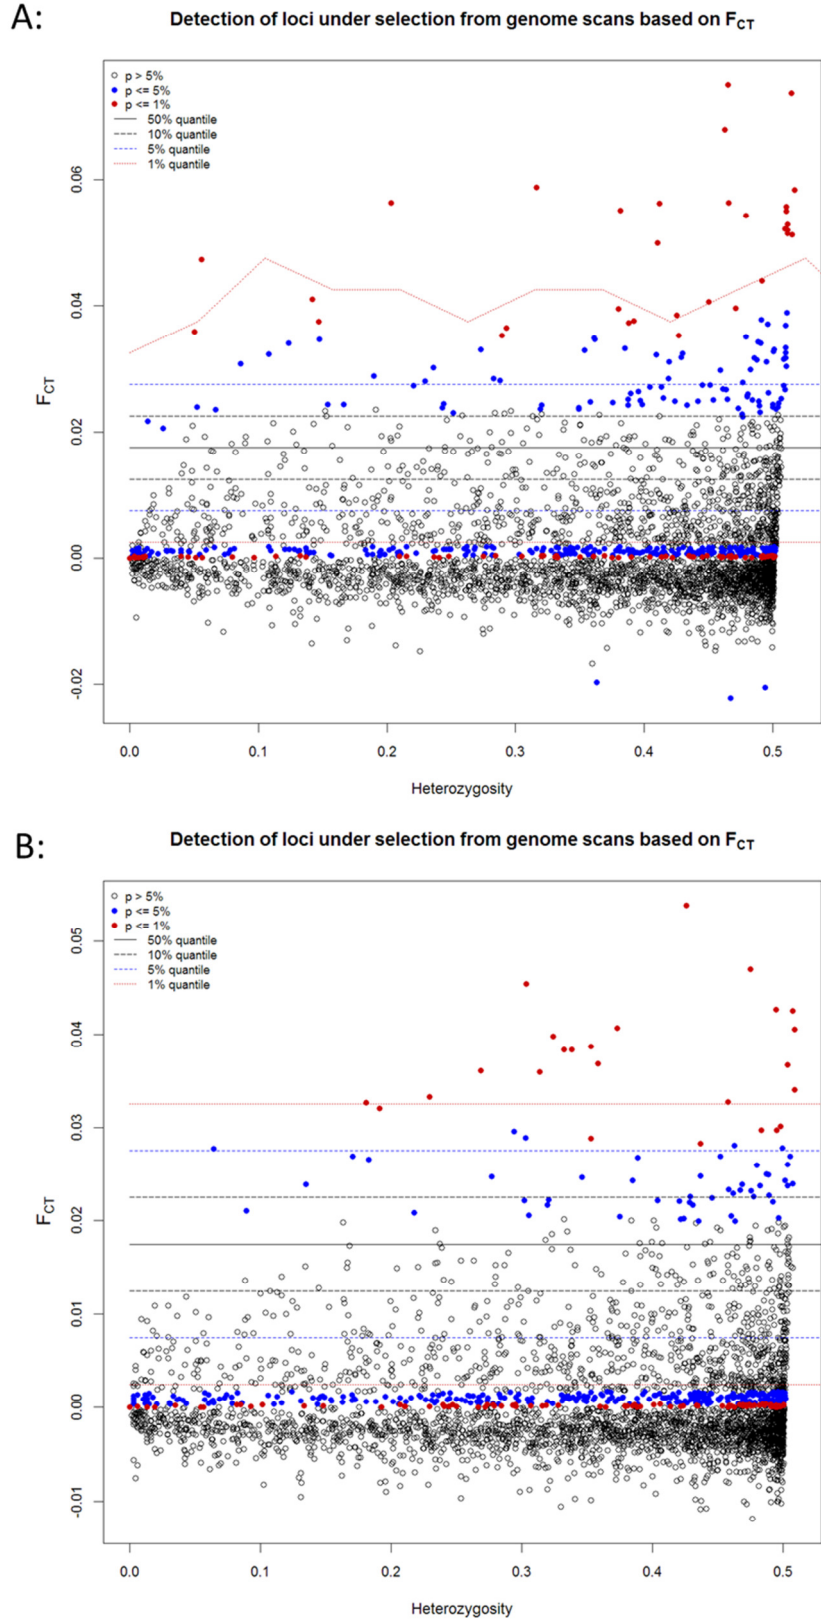 A:
Detection of loci under selection from genome scans based on FCT
p > 5%
p <= 5%
p <= 1%
50% quantile
10% quantile
5% quantile
1% quantile
FCT
0.06
0.04
0.02
0.00
-0.02
0.0 0.1 0.2 0.3 0.4 0.5
Heterozygosity
B:
Detection of loci under selection from genome scans based on FCT
p > 5%
p <= 5%
p <= 1%
50% quantile
10% quantile
5% quantile
1% quantile
FCT
0.05
0.04
0.03
0.02
0.01
0.00
-0.01
0.0 0.1 0.2 0.3 0.4 0.5
Heterozygosity